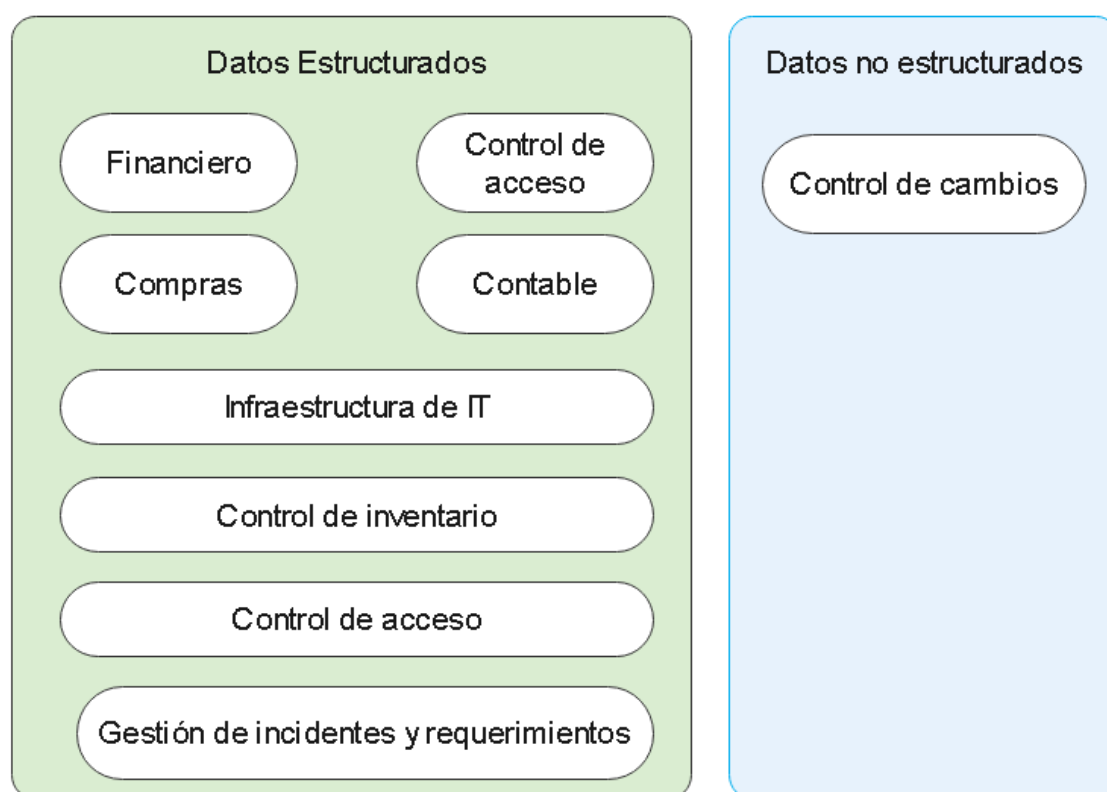 Datos Estructurados
Financiero
Control de
acceso
Compras
Contable
Infraestructura de IT
Control de inventario
Control de acceso
Gestión de incidentes y requerimientos
Datos no estructurados
Control de cambios